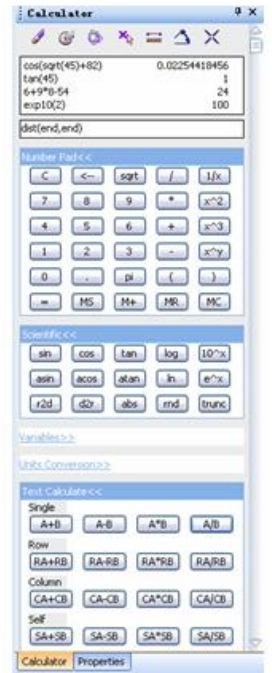 Calculator
cos(sqrt(45)+82) 0.02254418456
tan(45) 1
6+9*8-54 24
exp10(2) 100
dist(end,end)
Number Pad<<
C <-- sqrt / 1/x
7 8 9 * x^2
4 5 6 + x^3
1 2 3 - x^y
0 . pi ( )
= MS M+ MR MC
Scientific<<
sin cos tan log 10^x
asin acos atan ln e^x
r2d d2r abs rnd trunc
Variables>>
Units Conversion>>
Text Calculate<<
Single
A+B A-B A*B A/B
Row
RA+RB RA-RB RA*RB RA/RB
Column
CA+CB CA-CB CA*CB CA/CB
Self
SA+SB SA-SB SA*SB SA/SB
Calculator Properties